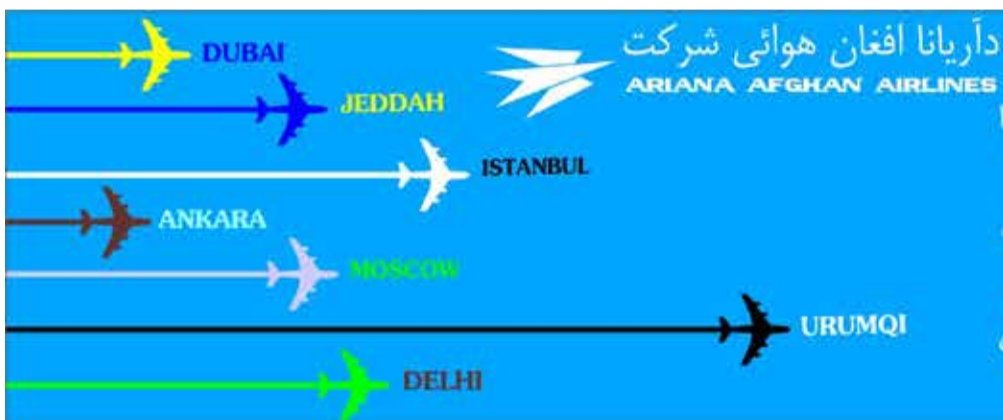 دآریانا افغان هوائی شرکت
ARIANA AFGHAN AIRLINES
DUBAI
JEDDAH
ISTANBUL
ANKARA
MOSCOW
URUMQI
DELHI